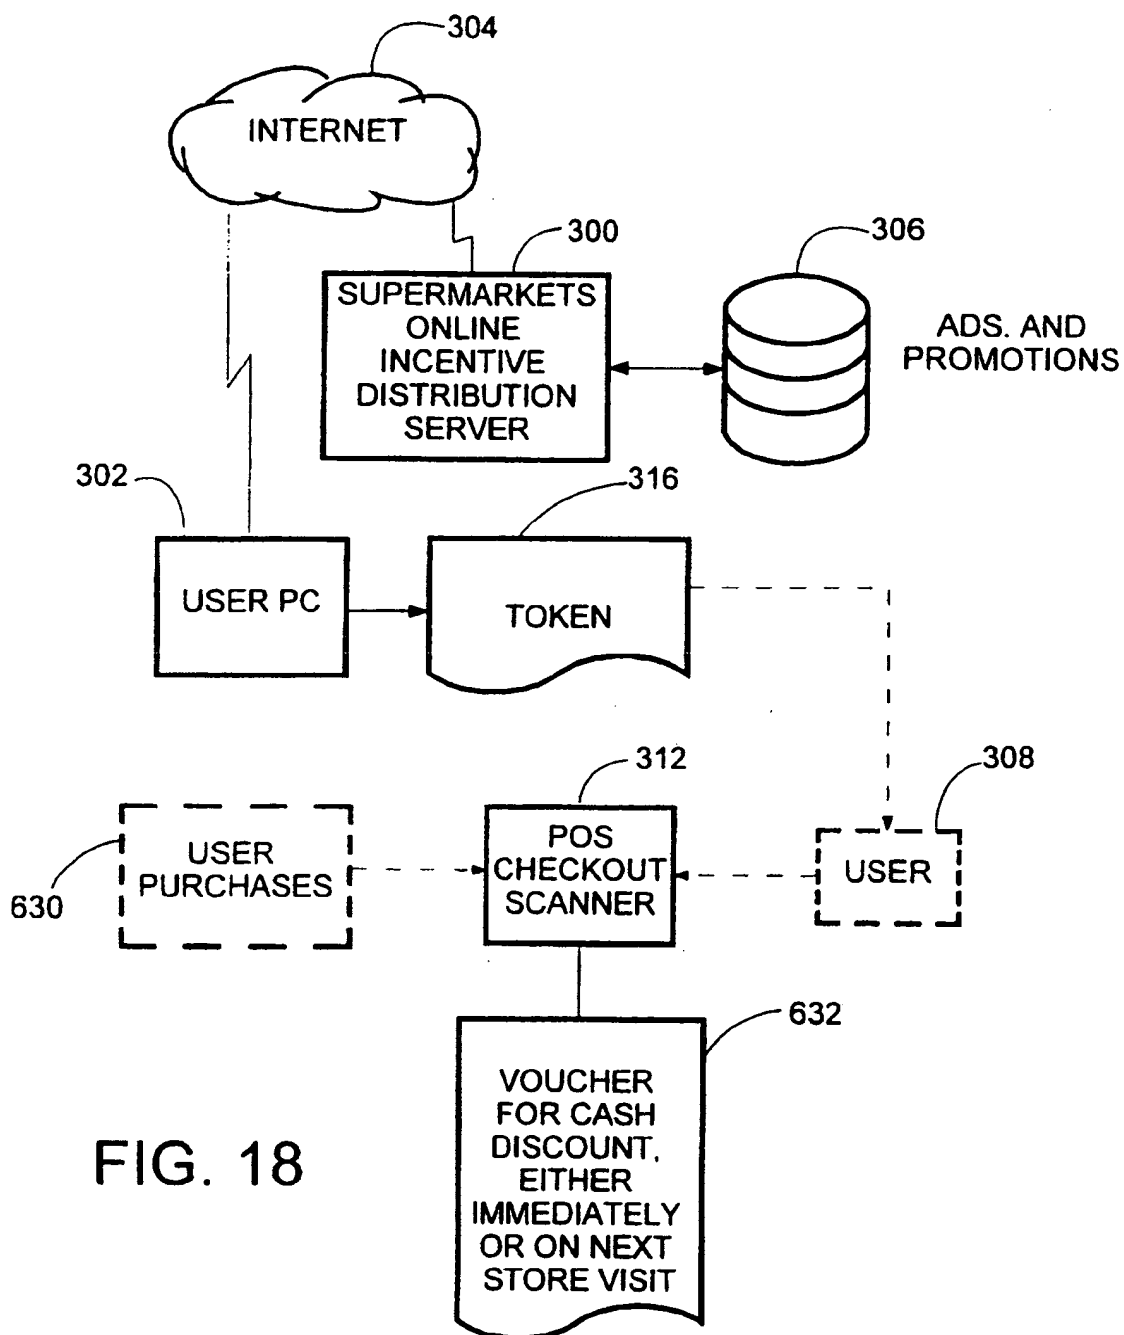 304
INTERNET
300
306
SUPERMARKETS
ONLINE
INCENTIVE
DISTRIBUTION
SERVER
ADS. AND
PROMOTIONS
302
316
USER PC
TOKEN
312
308
USER
PURCHASES
POS
CHECKOUT
SCANNER
USER
630
632
VOUCHER
FOR CASH
DISCOUNT,
EITHER
IMMEDIATELY
OR ON NEXT
STORE VISIT
FIG. 18